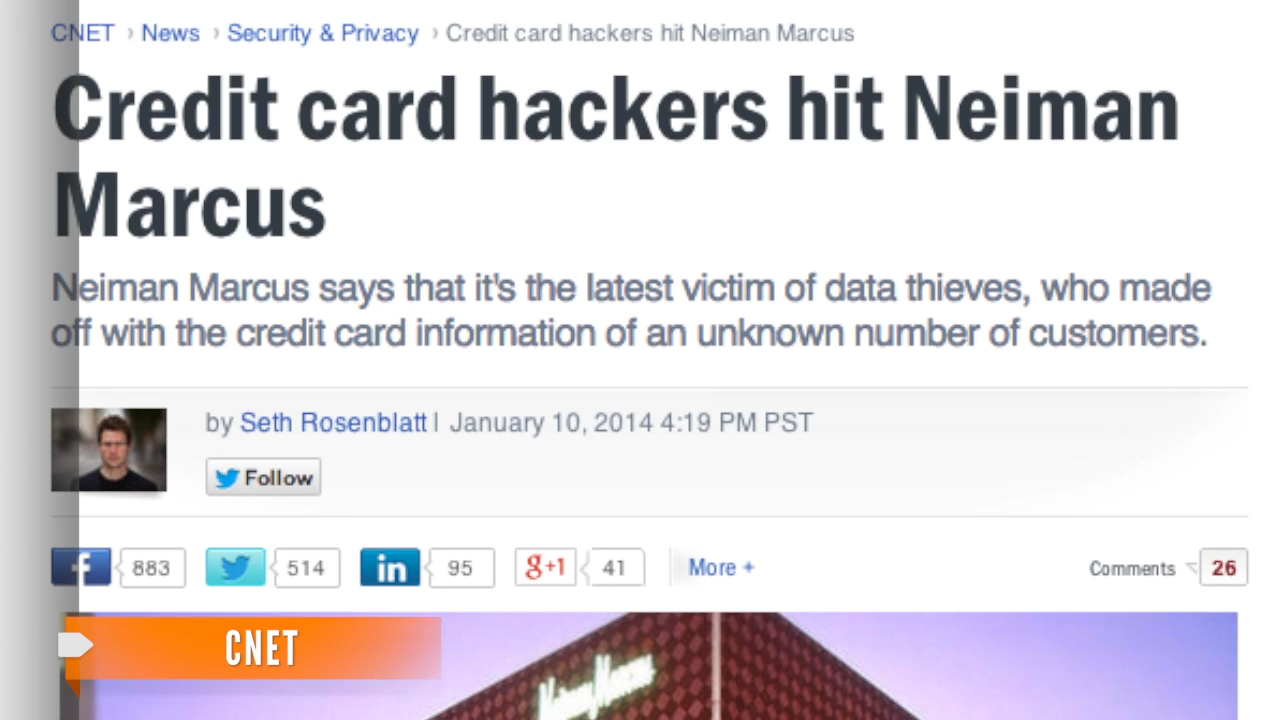 CNET › News › Security & Privacy › Credit card hackers hit Neiman Marcus
Credit card hackers hit Neiman
Marcus
Neiman Marcus says that it's the latest victim of data thieves, who made
off with the credit card information of an unknown number of customers.
by Seth Rosenblatt | January 10, 2014 4:19 PM PST
Follow
f 883 514 in 95 g+1 41 More + Comments 26
CNET
Neiman Marcus